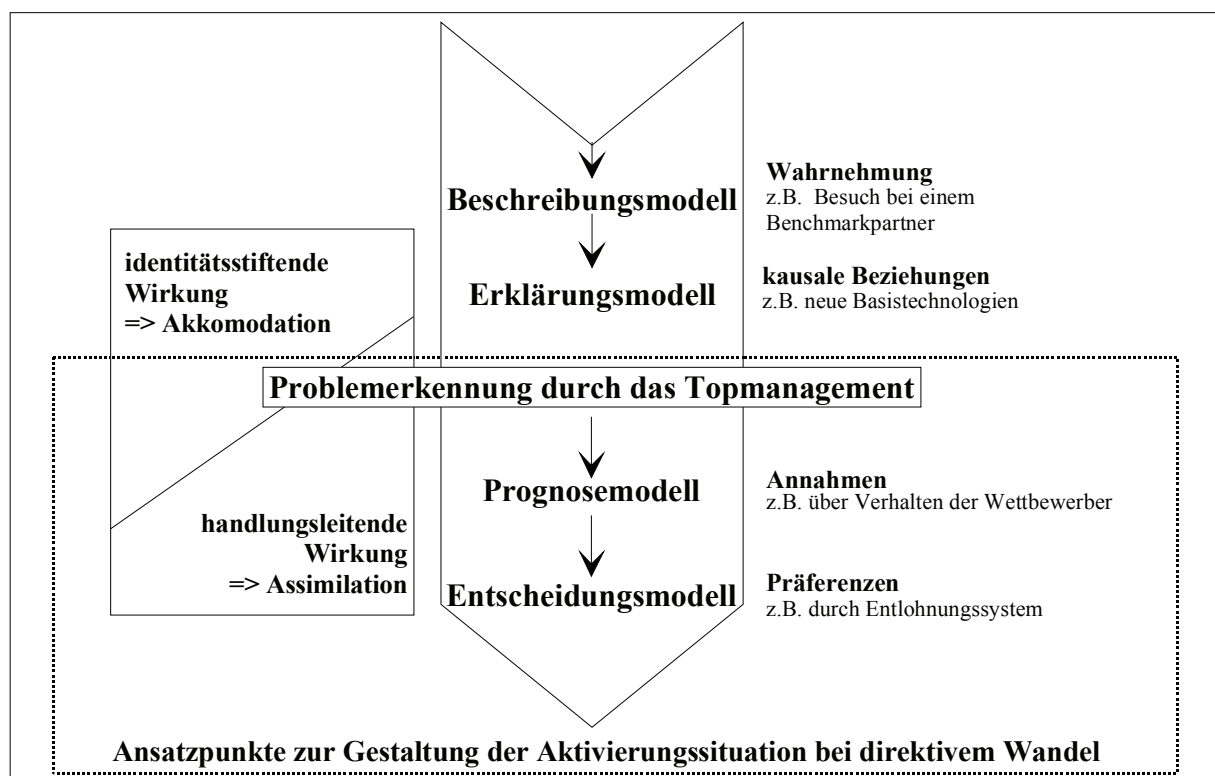 Beschreibungsmodell
Wahrnehmung
z.B. Besuch bei einem
Benchmarkpartner
identitätsstiftende
Wirkung
=> Akkomodation
Erklärungsmodell
kausale Beziehungen
z.B. neue Basistechnologien
Problemerkennung durch das Topmanagement
Prognosemodell
Annahmen
z.B. über Verhalten der Wettbewerber
handlungsleitende
Wirkung
=> Assimilation
Entscheidungsmodell
Präferenzen
z.B. durch Entlohnungssystem
Ansatzpunkte zur Gestaltung der Aktivierungssituation bei direktivem Wandel